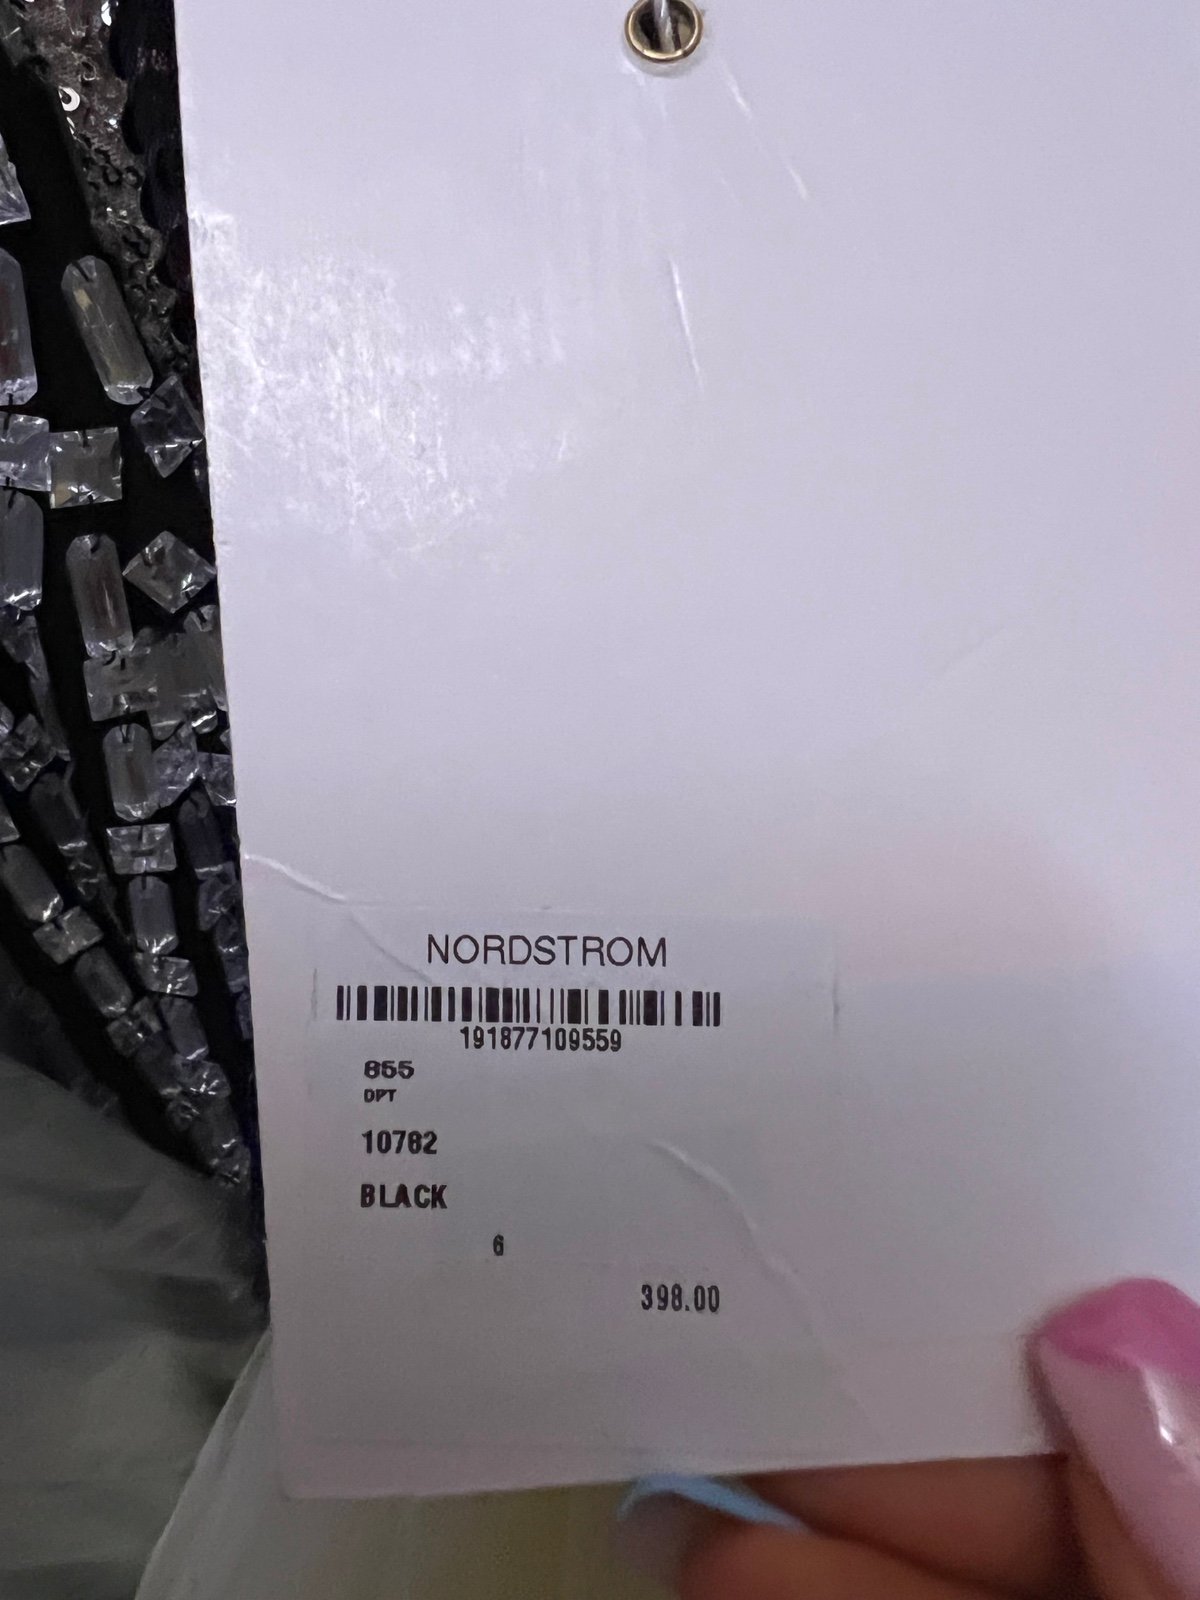 NORDSTROM
191877109559
855
DPT
10782
BLACK
6
398.00